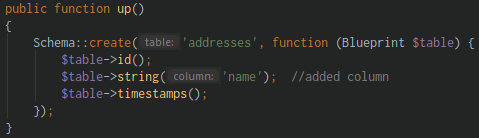 public function up()
{
    Schema::create( table: 'addresses', function (Blueprint $table) {
        $table->id();
        $table->string( column: 'name');  //added column
        $table->timestamps();
    });
}